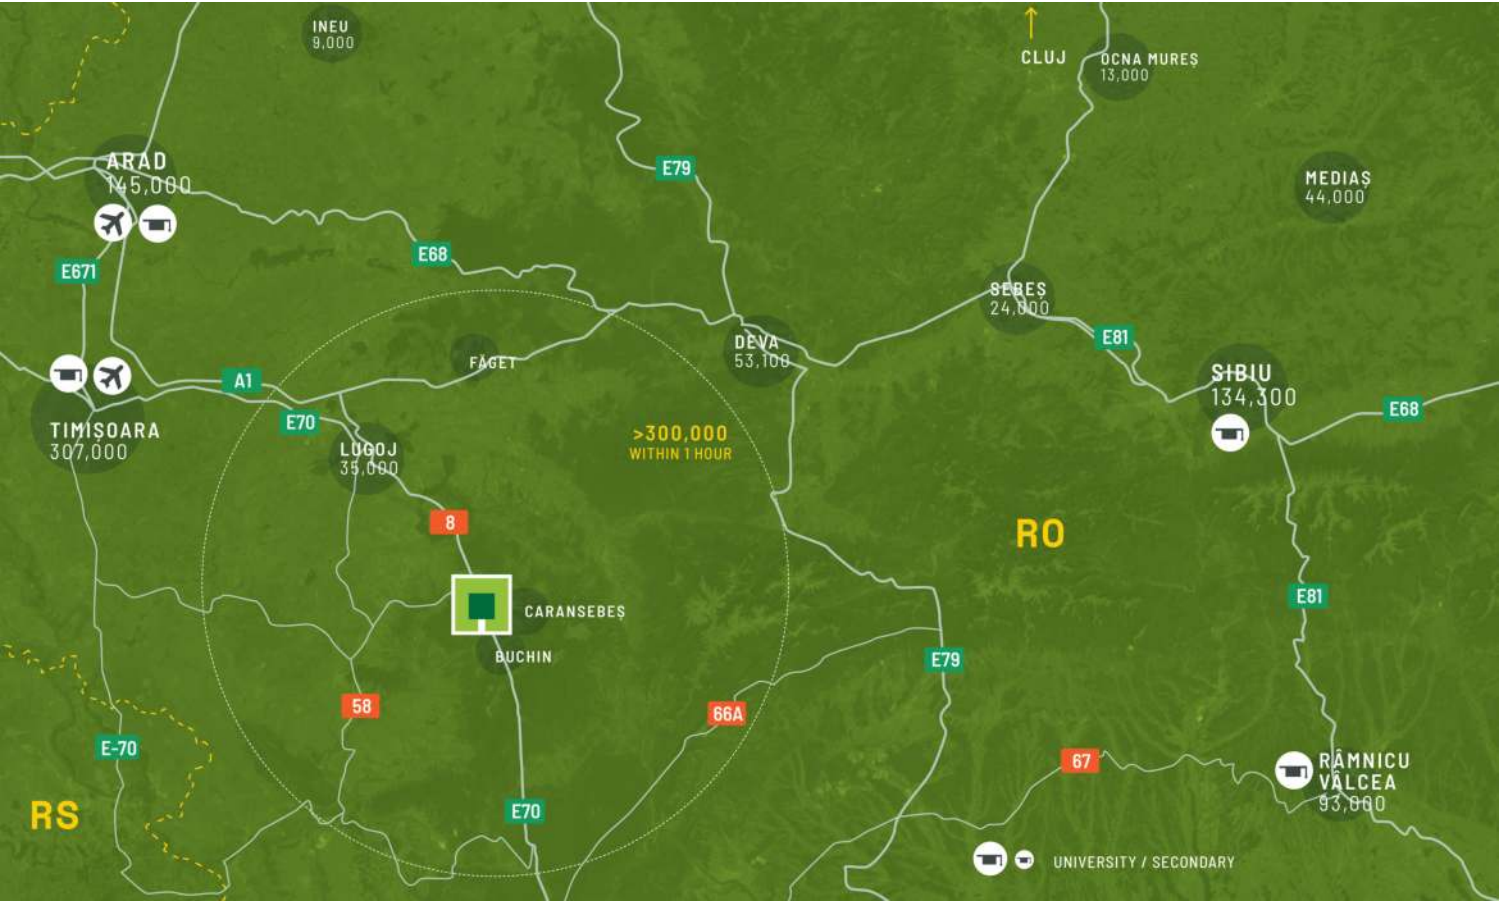 INEU
9,000
CLUJ
OCNA MUREȘ
13,000
ARAD
145,000
E79
MEDIAȘ
44,000
E671
E68
SEBEȘ
24,000
DEVA
53,100
E81
FĂGET
A1
SIBIU
134,300
E68
E70
TIMIȘOARA
307,000
LUGOJ
35,000
>300,000
WITHIN 1 HOUR
8
RO
CARANSEBEȘ
E81
BUCHIN
E79
58
66A
E-70
67
RÂMNICU
VÂLCEA
93,000
RS
E70
UNIVERSITY / SECONDARY